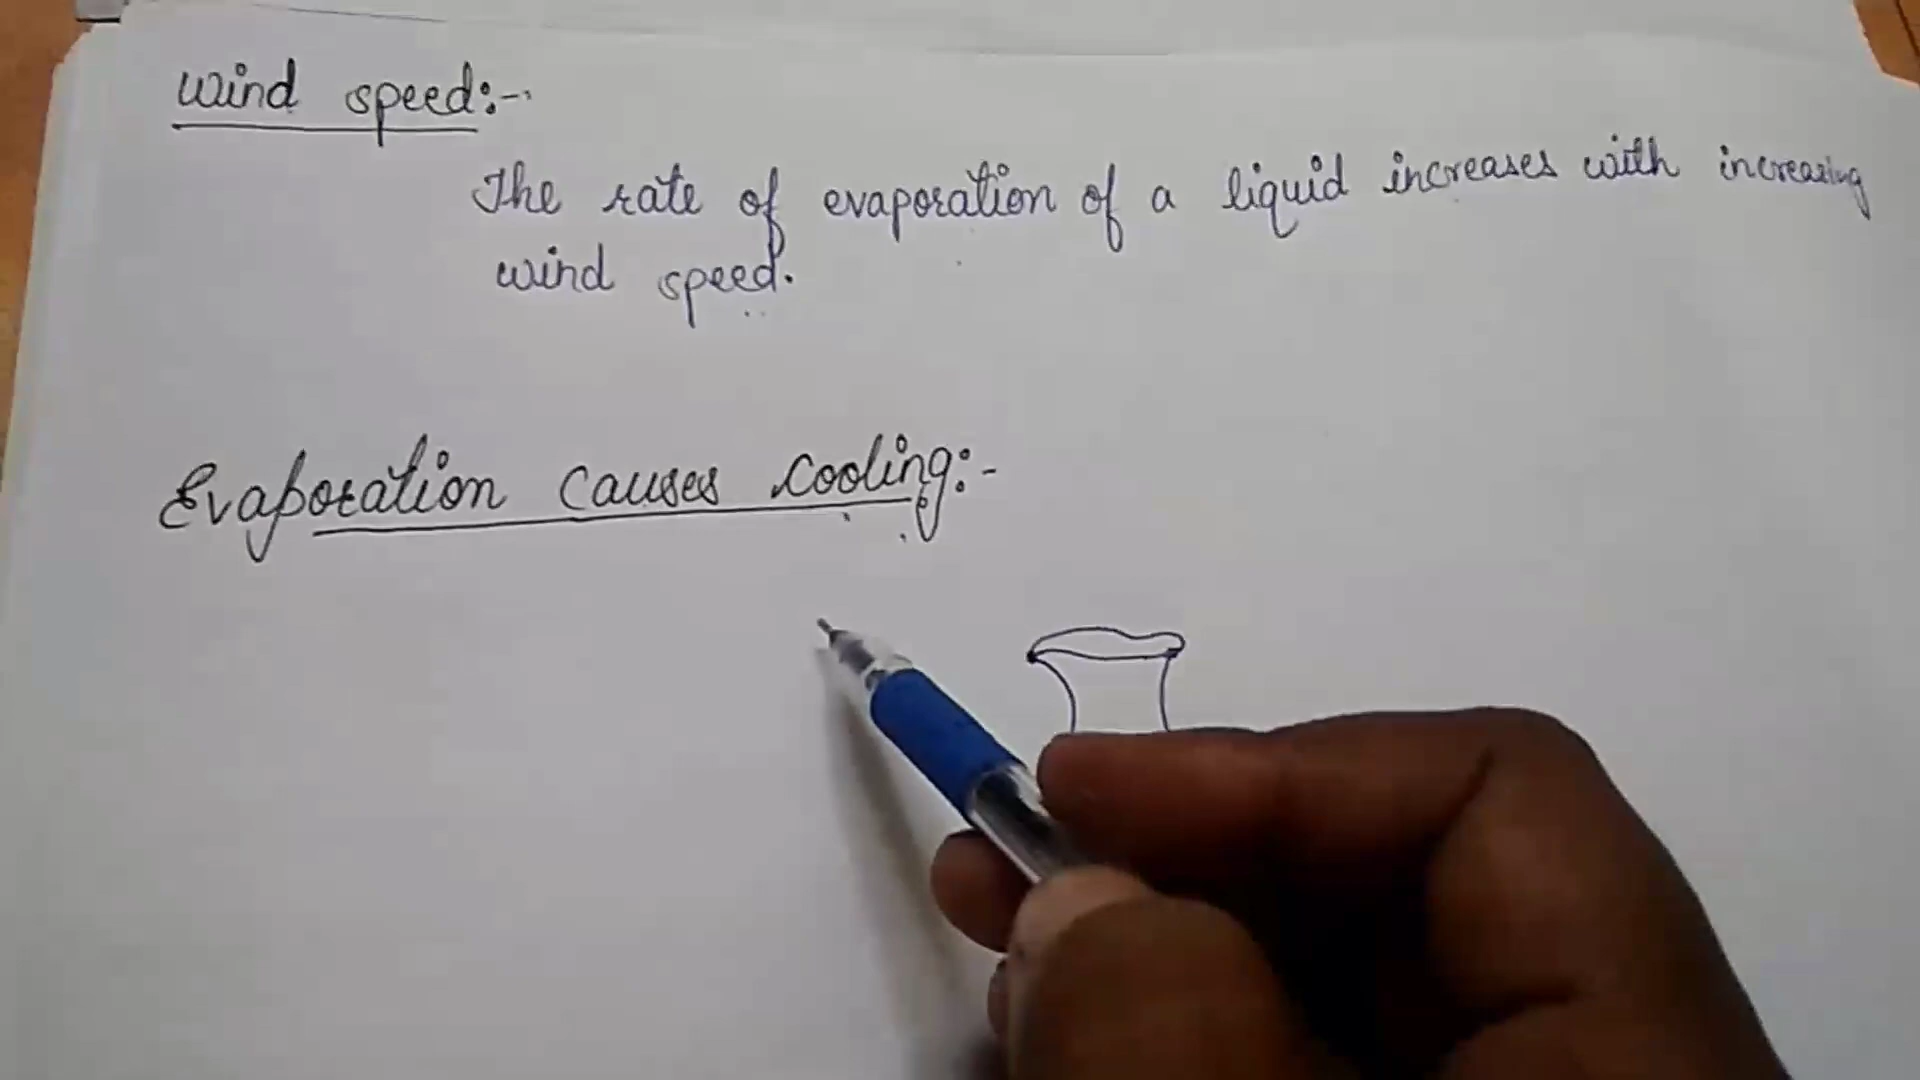 Wind speed:-
The rate of evaporation of a liquid increases with increasing
wind speed.
Evaporation causes cooling:-